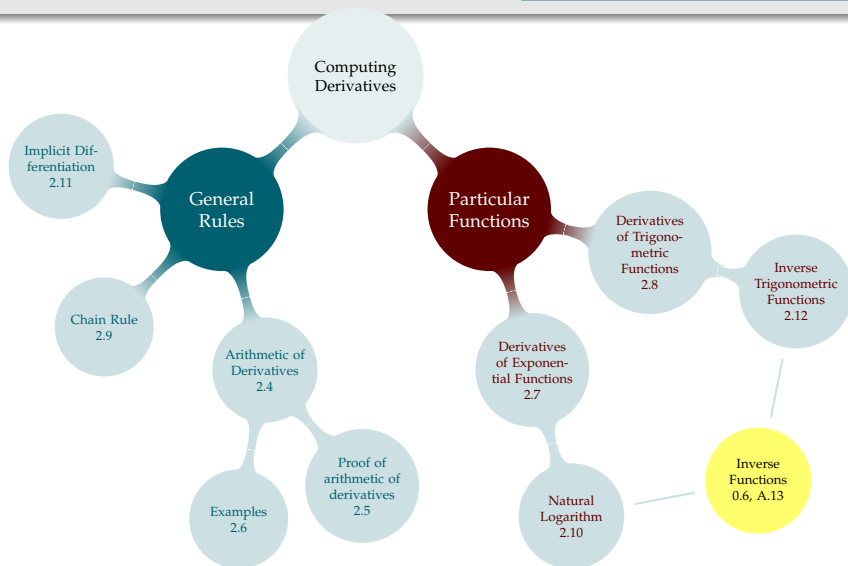 Computing
Derivatives
Implicit Dif-
ferentiation
2.11
General
Rules
Particular
Functions
Derivatives
of Trigono-
metric
Functions
2.8
Inverse
Trigonometric
Functions
2.12
Chain Rule
2.9
Arithmetic of
Derivatives
2.4
Derivatives
of Exponen-
tial Functions
2.7
Examples
2.6
Proof of
arithmetic of
derivatives
2.5
Natural
Logarithm
2.10
Inverse
Functions
0.6, A.13